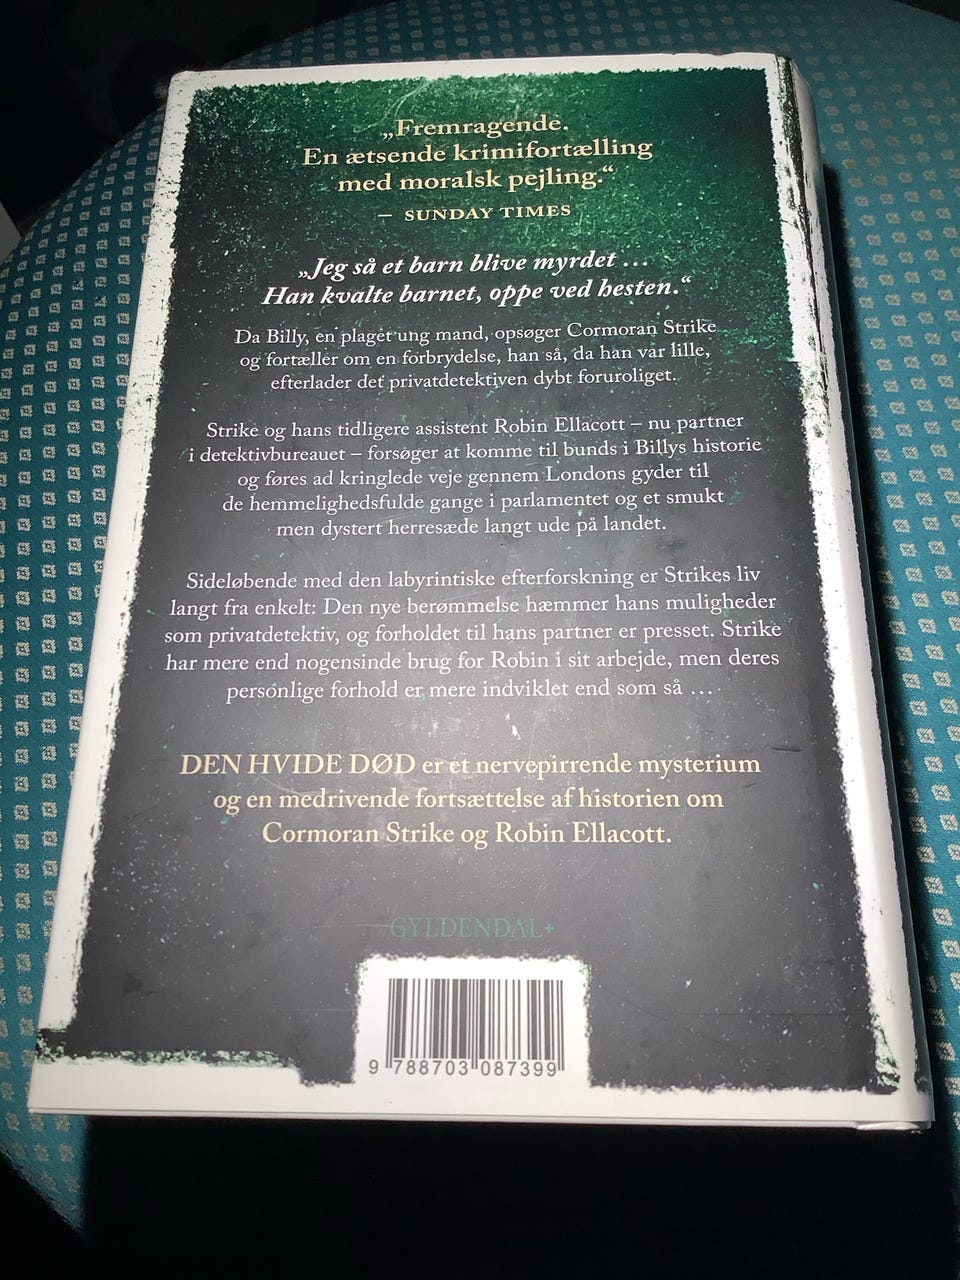 „Fremragende.
En ætsende krimifortælling
med moralsk pejling.“
– SUNDAY TIMES
„Jeg så et barn blive myrdet …
Han kvalte barnet, oppe ved hesten.“
Da Billy, en plaget ung mand, opsøger Cormoran Strike
og fortæller om en forbrydelse, han så, da han var lille,
efterlader det privatdetektiven dybt foruroliget.
Strike og hans tidligere assistent Robin Ellacott – nu partner
i detektivbureauet – forsøger at komme til bunds i Billys historie
og føres ad kringlede veje gennem Londons gyder til
de hemmelighedsfulde gange i parlamentet og et smukt
men dystert herresæde langt ude på landet.
Sideløbende med den labyrintiske efterforskning er Strikes liv
langt fra enkelt: Den nye berømmelse hæmmer hans muligheder
som privatdetektiv, og forholdet til hans partner er presset. Strike
har mere end nogensinde brug for Robin i sit arbejde, men deres
personlige forhold er mere indviklet end som så …
DEN HVIDE DØD er et nervepirrende mysterium
og en medrivende fortsættelse af historien om
Cormoran Strike og Robin Ellacott.
GYLDENDAL+
9 788703 087399